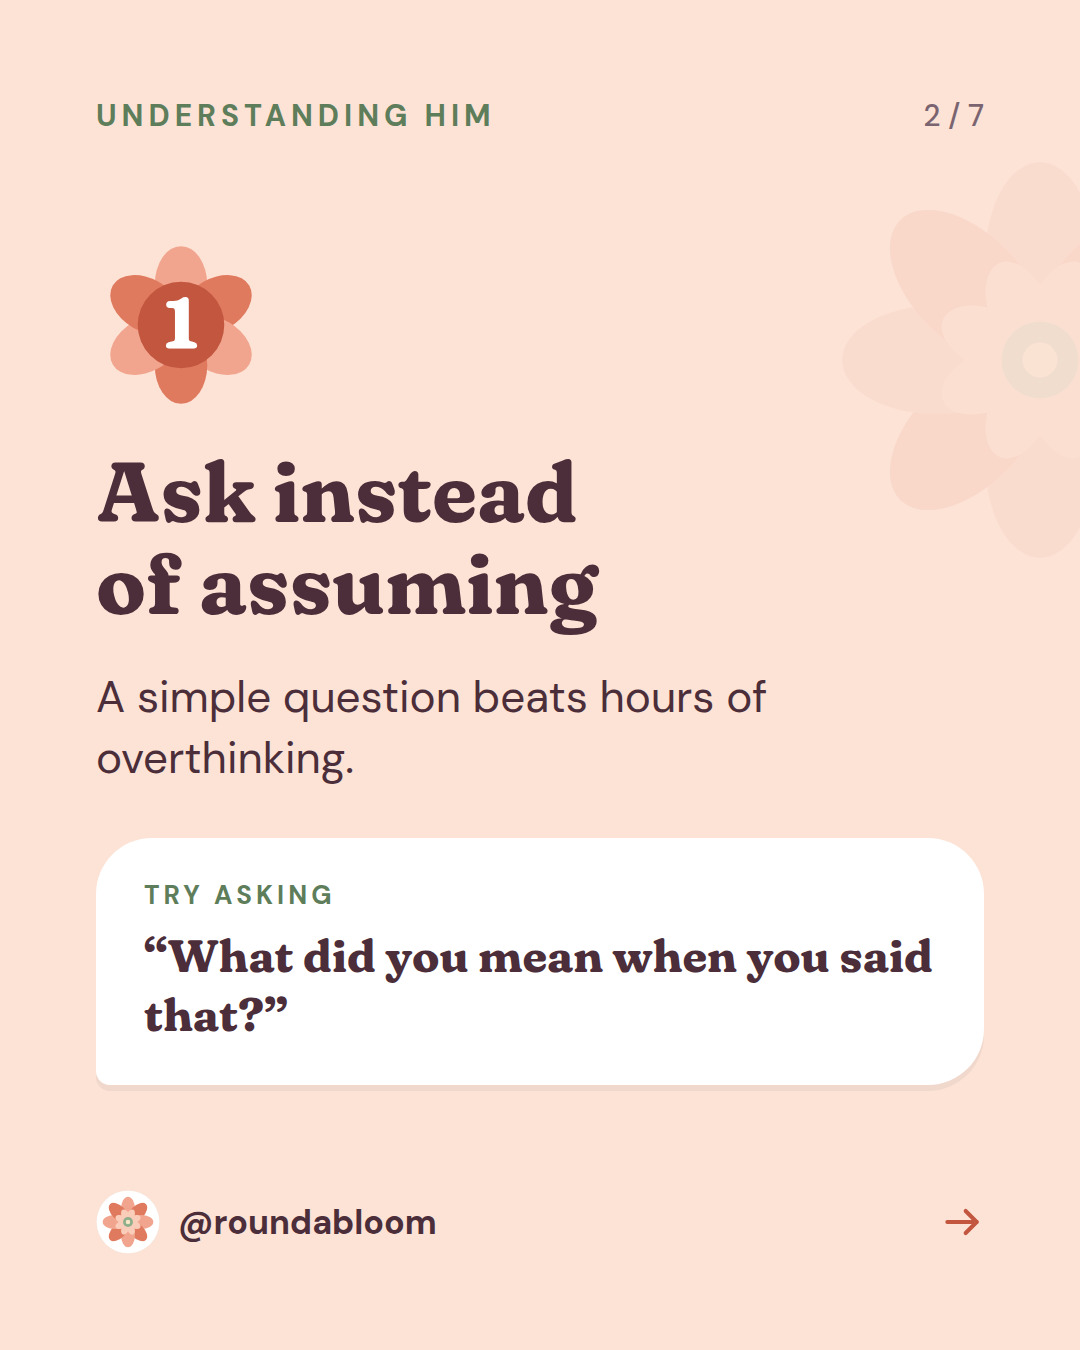 UNDERSTANDING HIM
2 / 7
1
Ask instead
of assuming
A simple question beats hours of
overthinking.
TRY ASKING
“What did you mean when you said
that?”
@roundabloom